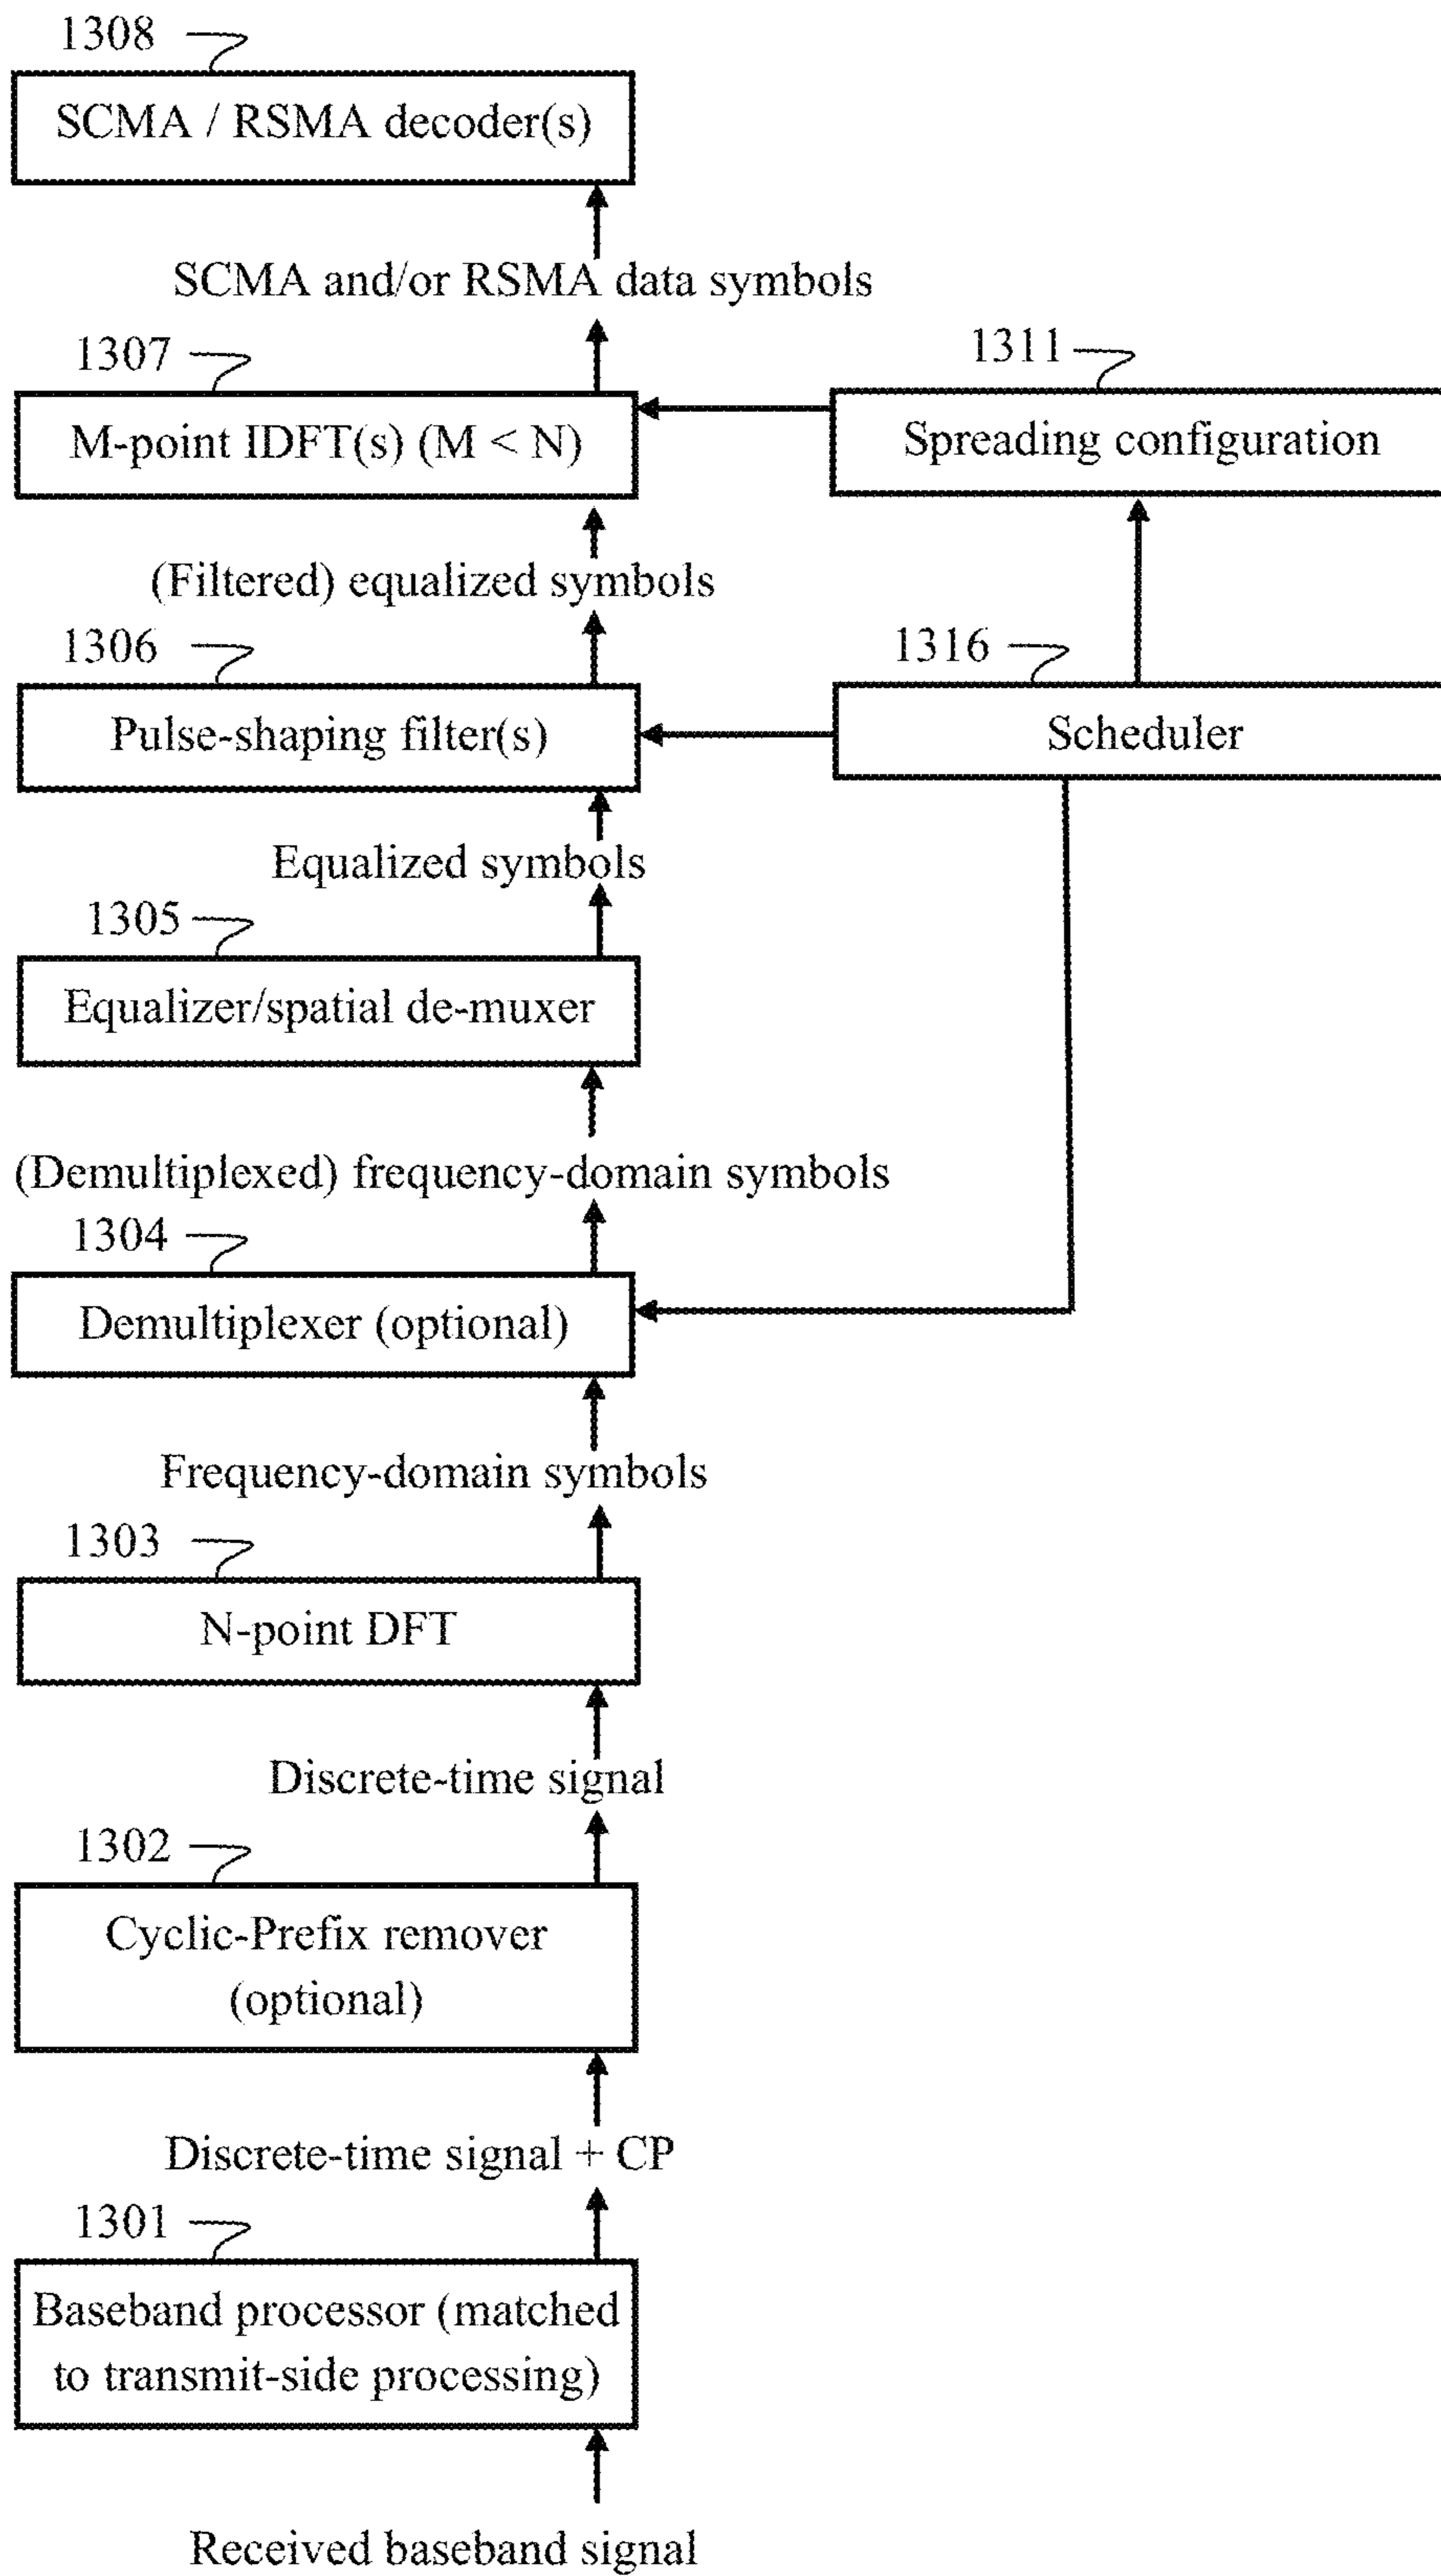 1308
SCMA / RSMA decoder(s)
SCMA and/or RSMA data symbols
1307
1311
M-point IDFT(s) (M < N)
Spreading configuration
(Filtered) equalized symbols
1306
1316
Pulse-shaping filter(s)
Scheduler
Equalized symbols
1305
Equalizer/spatial de-muxer
(Demultiplexed) frequency-domain symbols
1304
Demultiplexer (optional)
Frequency-domain symbols
1303
N-point DFT
Discrete-time signal
1302
Cyclic-Prefix remover
(optional)
Discrete-time signal + CP
1301
Baseband processor (matched
to transmit-side processing)
Received baseband signal